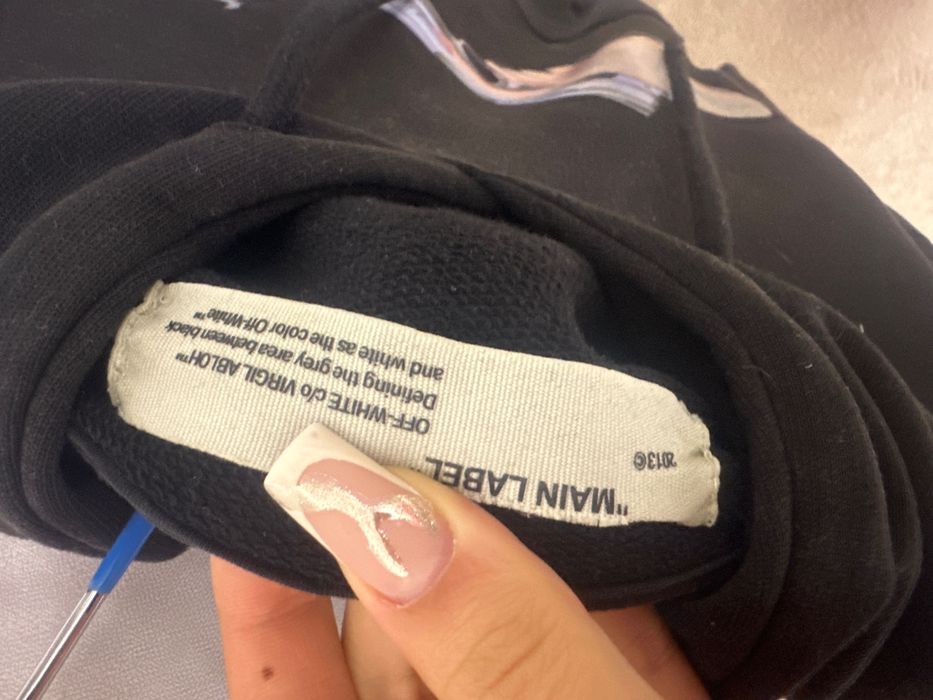 "MAIN LABEL"
2013©
OFF-WHITE c/o VIRGIL ABLOH™
Defining the grey area between black
and white as the color Off-White™